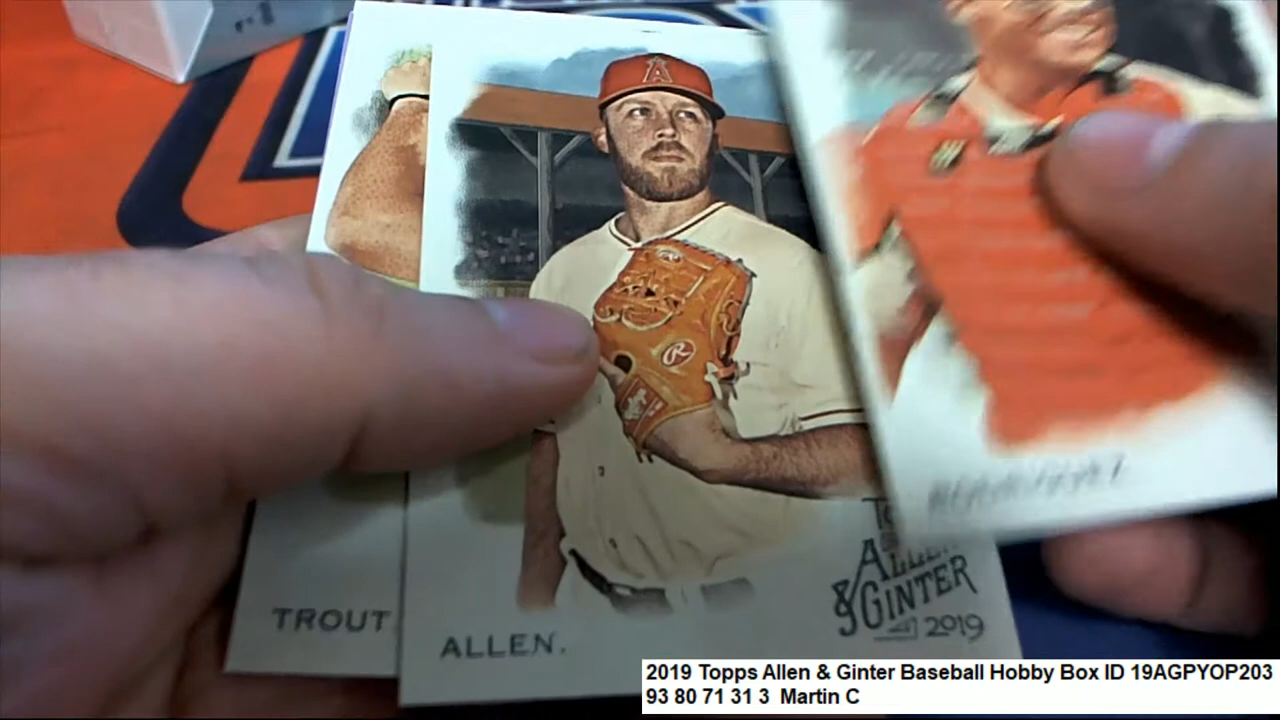 A
R
TROUT
ALLEN.
To
ALLEN
& GINTER
2019
2019 Topps Allen & Ginter Baseball Hobby Box ID 19AGPYOP203
93 80 71 31 3 Martin C